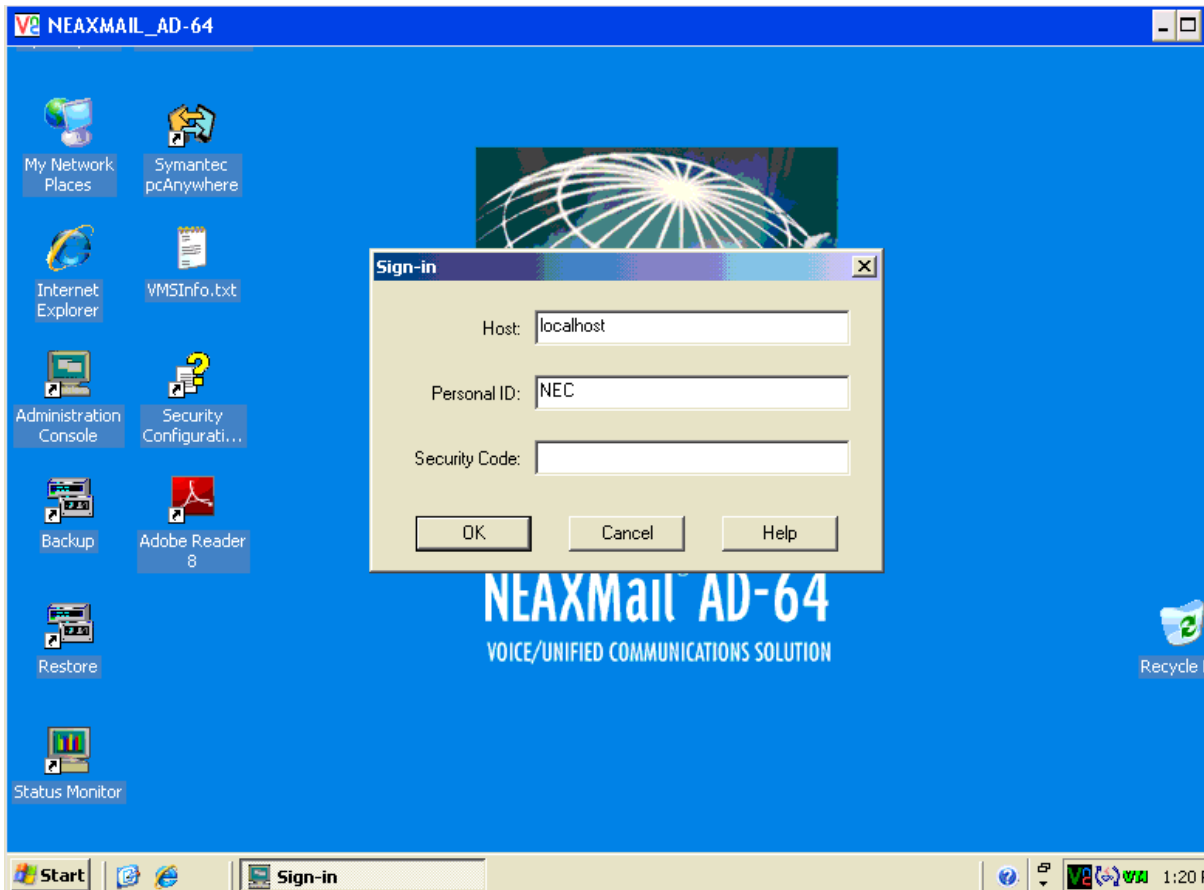 NEAXMAIL_AD-64
My Network
Places
Symantec
pcAnywhere
Internet
Explorer
VMSInfo.txt
Administration
Console
Security
Configurati...
Backup
Adobe Reader
8
Restore
Status Monitor
Sign-in
Host:
localhost
Personal ID:
NEC
Security Code:
OK
Cancel
Help
NEAXMail® AD-64
VOICE/UNIFIED COMMUNICATIONS SOLUTION
Recycle
Start
Sign-in
1:20